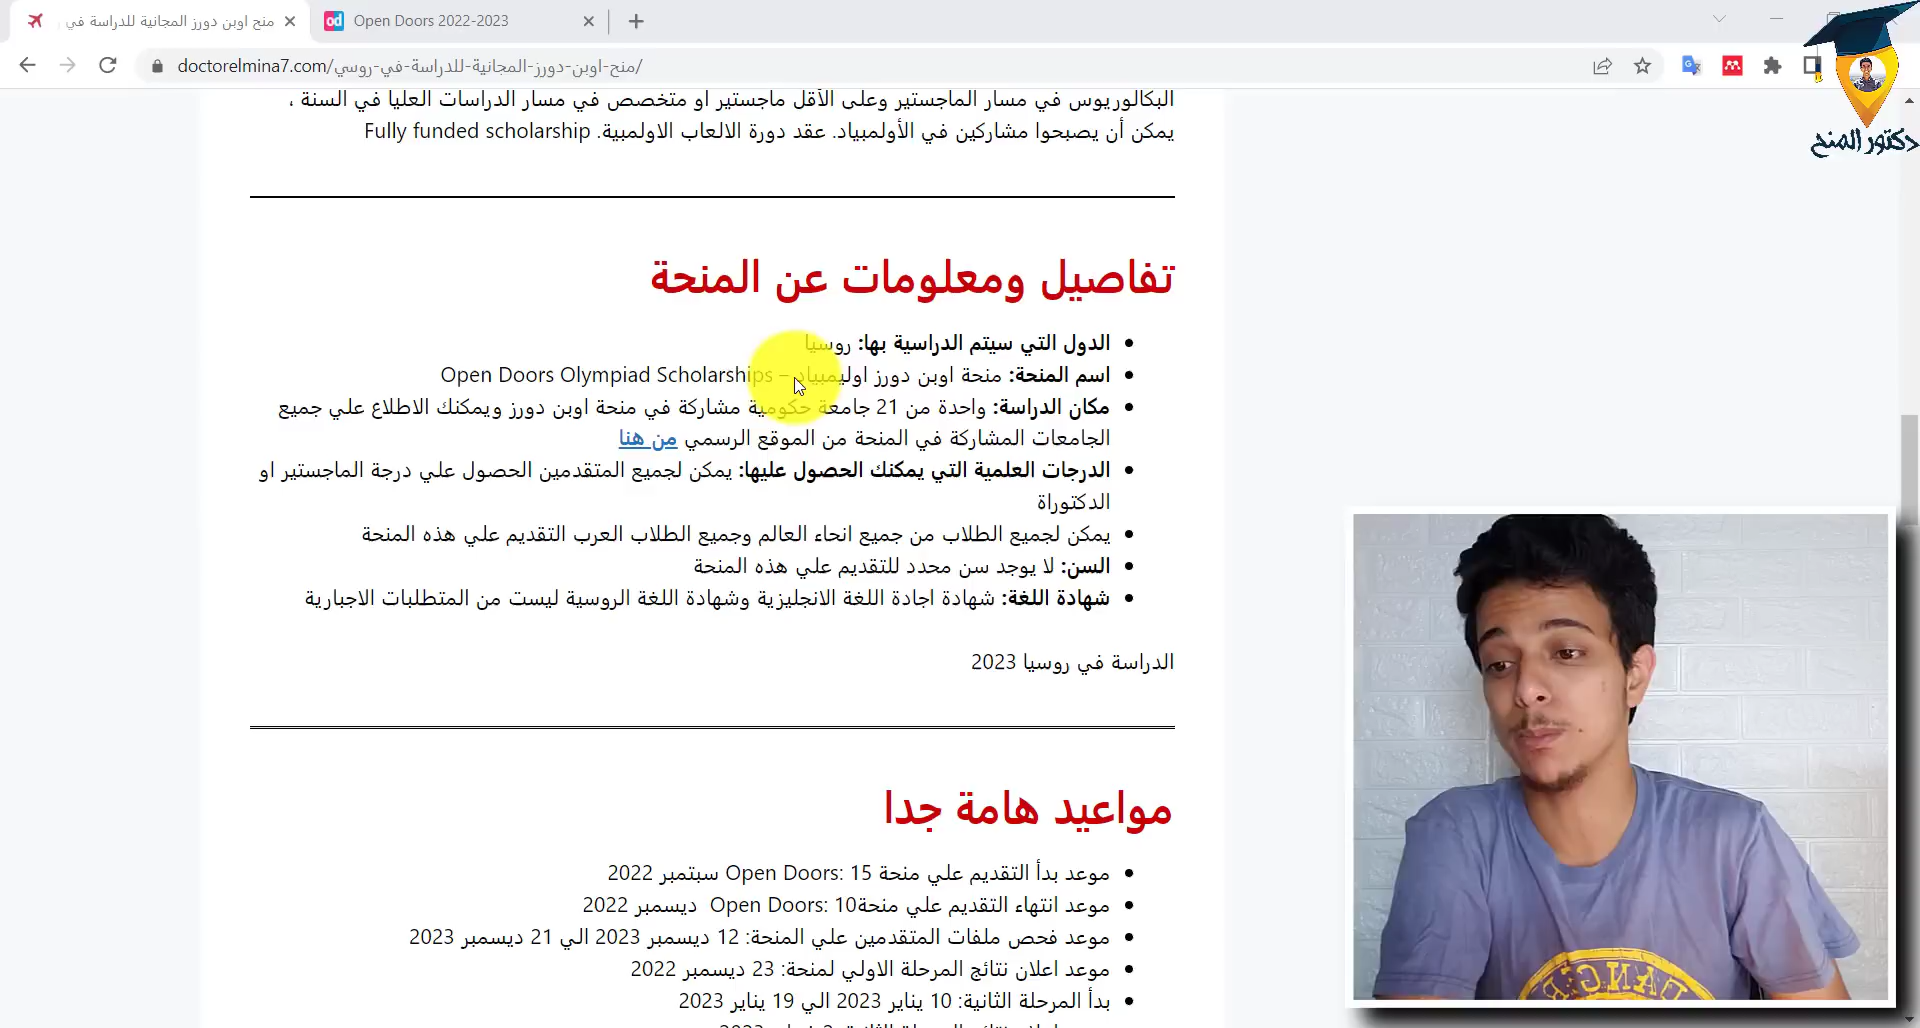 منح اوبن دورز المجانية للدراسة في
Open Doors 2022-2023
doctorelmina7.com/منح-اوبن-دورز-المجانية-للدراسة-في-روسي/
دكتور المنح
البكالوريوس في مسار الماجستير وعلى الأقل ماجستير او متخصص في مسار الدراسات العليا في السنة ،
يمكن أن يصبحوا مشاركين في الأولمبياد. عقد دورة الالعاب الاولمبية. Fully funded scholarship
تفاصيل ومعلومات عن المنحة
الدول التي سيتم الدراسية بها: روسيا
اسم المنحة: منحة اوبن دورز اوليمبياد – Open Doors Olympiad Scholarships
مكان الدراسة: واحدة من 21 جامعة حكومية مشاركة في منحة اوبن دورز ويمكنك الاطلاع علي جميع
الجامعات المشاركة في المنحة من الموقع الرسمي من هنا
الدرجات العلمية التي يمكنك الحصول عليها: يمكن لجميع المتقدمين الحصول علي درجة الماجستير او
الدكتوراة
يمكن لجميع الطلاب من جميع انحاء العالم وجميع الطلاب العرب التقديم علي هذه المنحة
السن: لا يوجد سن محدد للتقديم علي هذه المنحة
شهادة اللغة: شهادة اجادة اللغة الانجليزية وشهادة اللغة الروسية ليست من المتطلبات الاجبارية
الدراسة في روسيا 2023
مواعيد هامة جدا
موعد بدأ التقديم علي منحة Open Doors: 15 سبتمبر 2022
موعد انتهاء التقديم علي منحة Open Doors: 10 ديسمبر 2022
موعد فحص ملفات المتقدمين علي المنحة: 12 ديسمبر 2023 الي 21 ديسمبر 2023
موعد اعلان نتائج المرحلة الاولي لمنحة: 23 ديسمبر 2022
بدأ المرحلة الثانية: 10 يناير 2023 الي 19 يناير 2023